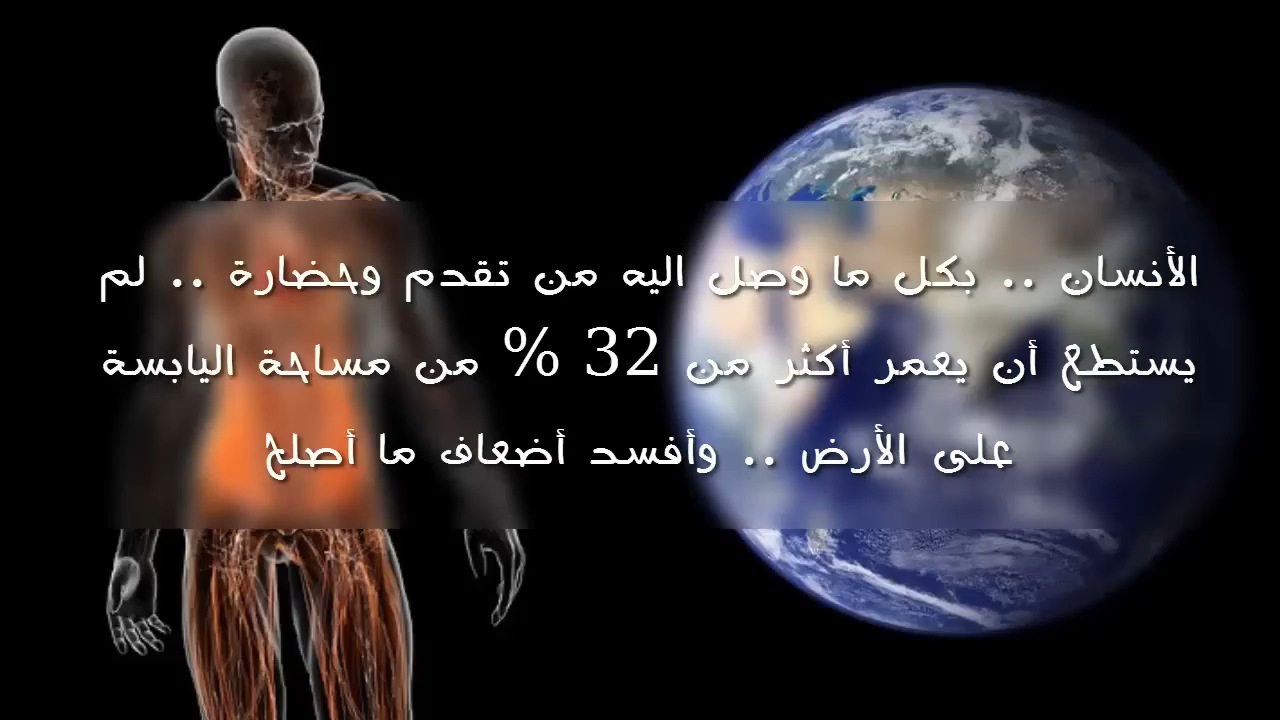 الأنسان .. بكل ما وصل اليه من تقدم وحضارة .. لم
يستطع أن يعمر أكثر من 32 % من مساحة اليابسة
على الأرض .. وأفسد أضعاف ما أصلح